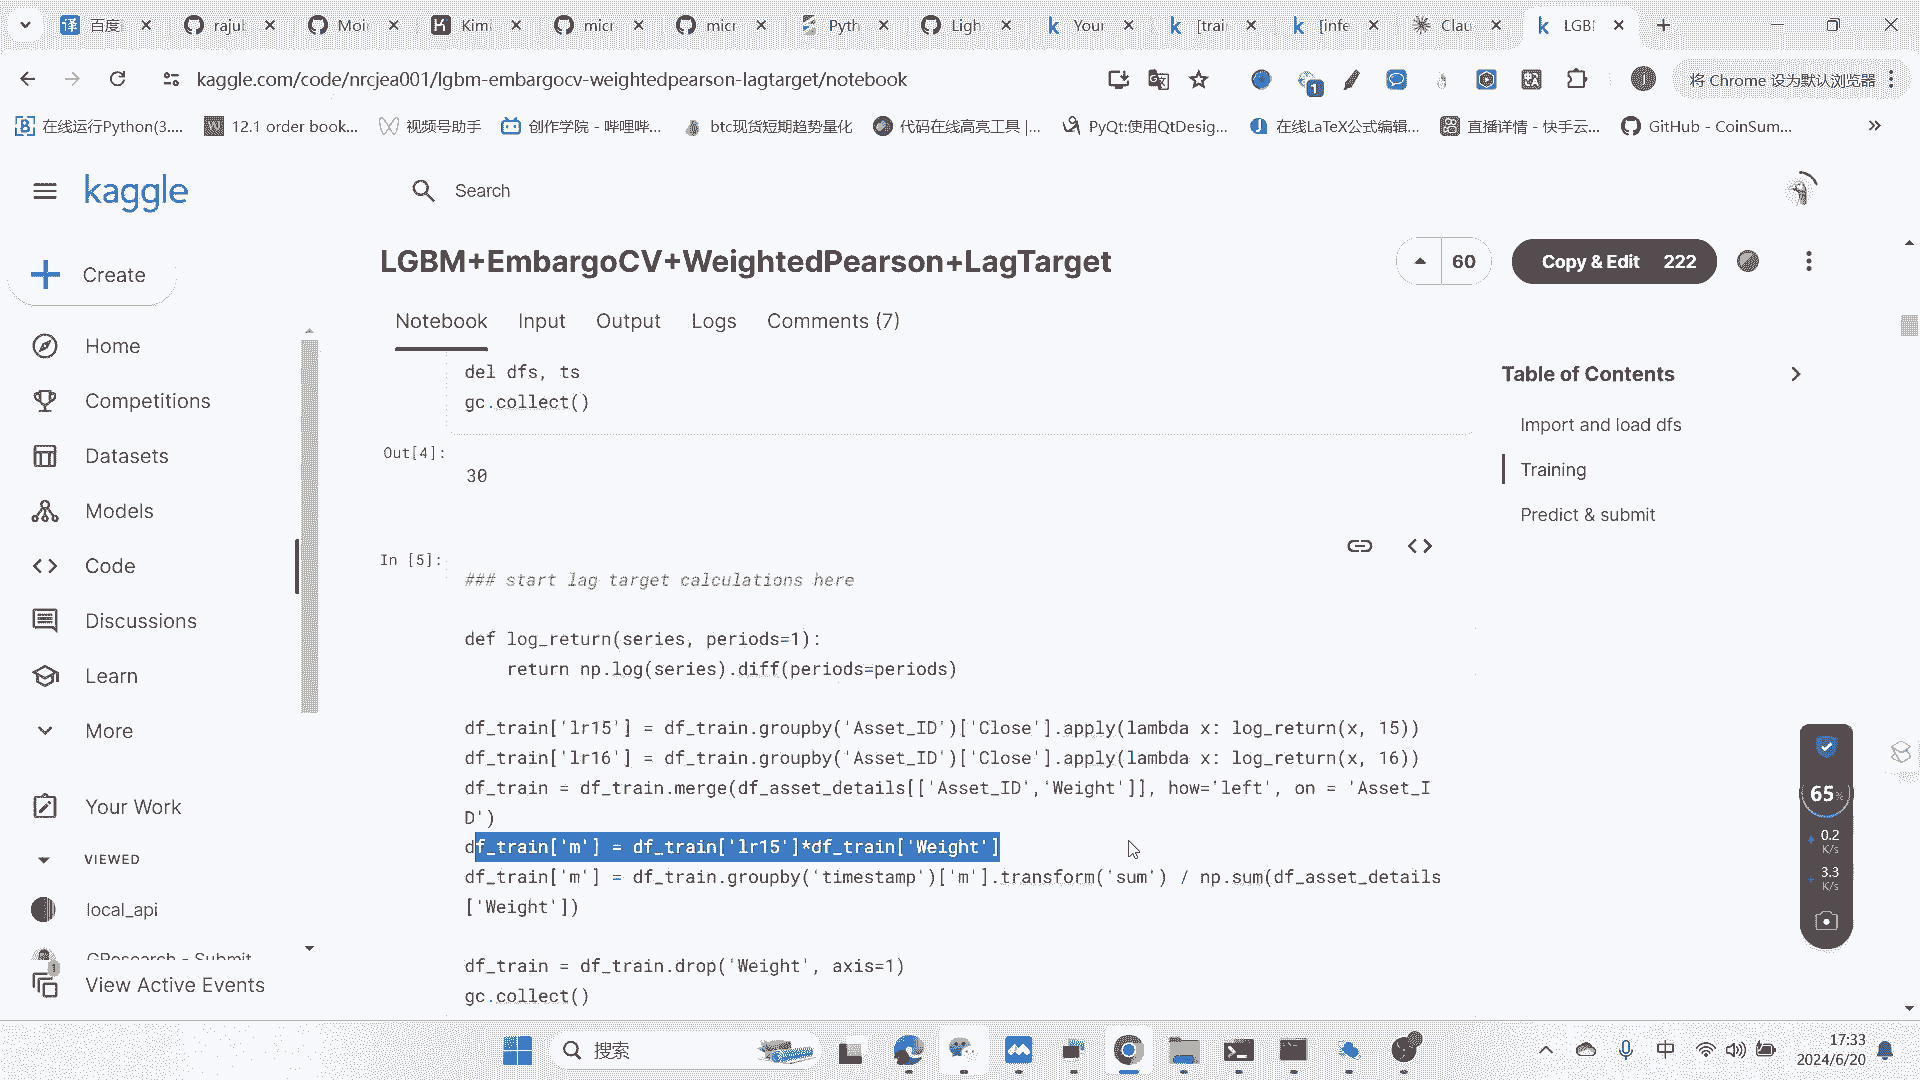 百度
rajub
Moi
Kimi
micr
micr
Pyth
Ligh
Your
[trai
[infe
Clau
LGB
kaggle.com/code/nrcjea001/lgbm-embargocv-weightedpearson-lagtarget/notebook
将 Chrome 设为默认浏览器
在线运行Python(3....
12.1 order book...
视频号助手
创作学院 - 哔哩哔...
btc现货短期趋势量化
代码在线高亮工具 |...
PyQt:使用QtDesig...
在线LaTeX公式编辑...
直播详情 - 快手云...
GitHub - CoinSum...
kaggle
Search
Create
Home
Competitions
Datasets
Models
Code
Discussions
Learn
More
Your Work
VIEWED
local_api
GResearch - Submit
1
View Active Events
LGBM+EmbargoCV+WeightedPearson+LagTarget
60
Copy & Edit 222
Notebook
Input
Output
Logs
Comments (7)
del dfs, ts
gc.collect()
Out[4]:
30
In [5]:
### start lag target calculations here
def log_return(series, periods=1):
return np.log(series).diff(periods=periods)
df_train['lr15'] = df_train.groupby('Asset_ID')['Close'].apply(lambda x: log_return(x, 15))
df_train['lr16'] = df_train.groupby('Asset_ID')['Close'].apply(lambda x: log_return(x, 16))
df_train = df_train.merge(df_asset_details[['Asset_ID','Weight']], how='left', on = 'Asset_I
D')
df_train['m'] = df_train['lr15']*df_train['Weight']
df_train['m'] = df_train.groupby('timestamp')['m'].transform('sum') / np.sum(df_asset_details
['Weight'])
df_train = df_train.drop('Weight', axis=1)
gc.collect()
Table of Contents
Import and load dfs
Training
Predict & submit
65%
0.2
K/s
3.3
K/s
搜索
中
17:33
2024/6/20